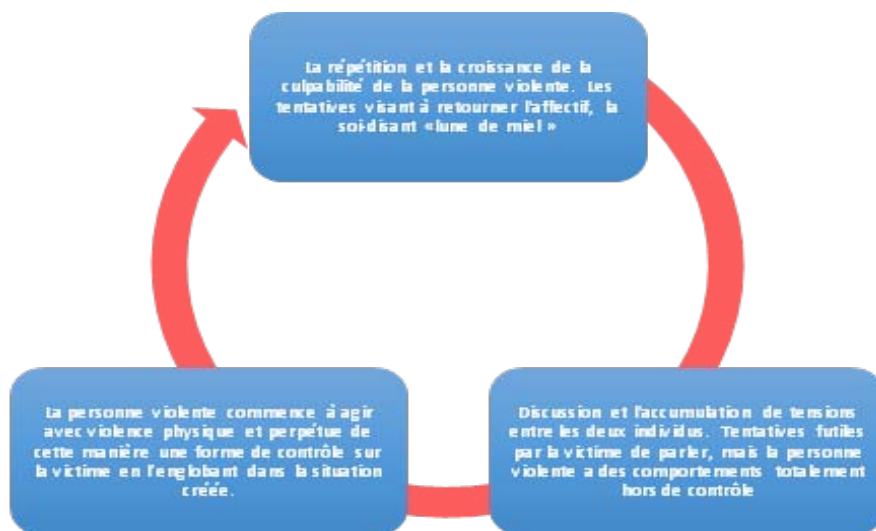 La répétition et la croissance de la
culpabilité de la personne violente. Les
tentatives visant à retourner l'affectif, la
soi-disant «lune de miel »
La personne violente commence à agir
avec violence physique et perpétue de
cette manière une forme de contrôle sur
la victime en l'englobant dans la situation
créée.
Discussion et l'accumulation de tensions
entre les deux individus. Tentatives futiles
par la victime de parler, mais la personne
violente a des comportements totalement
hors de contrôle